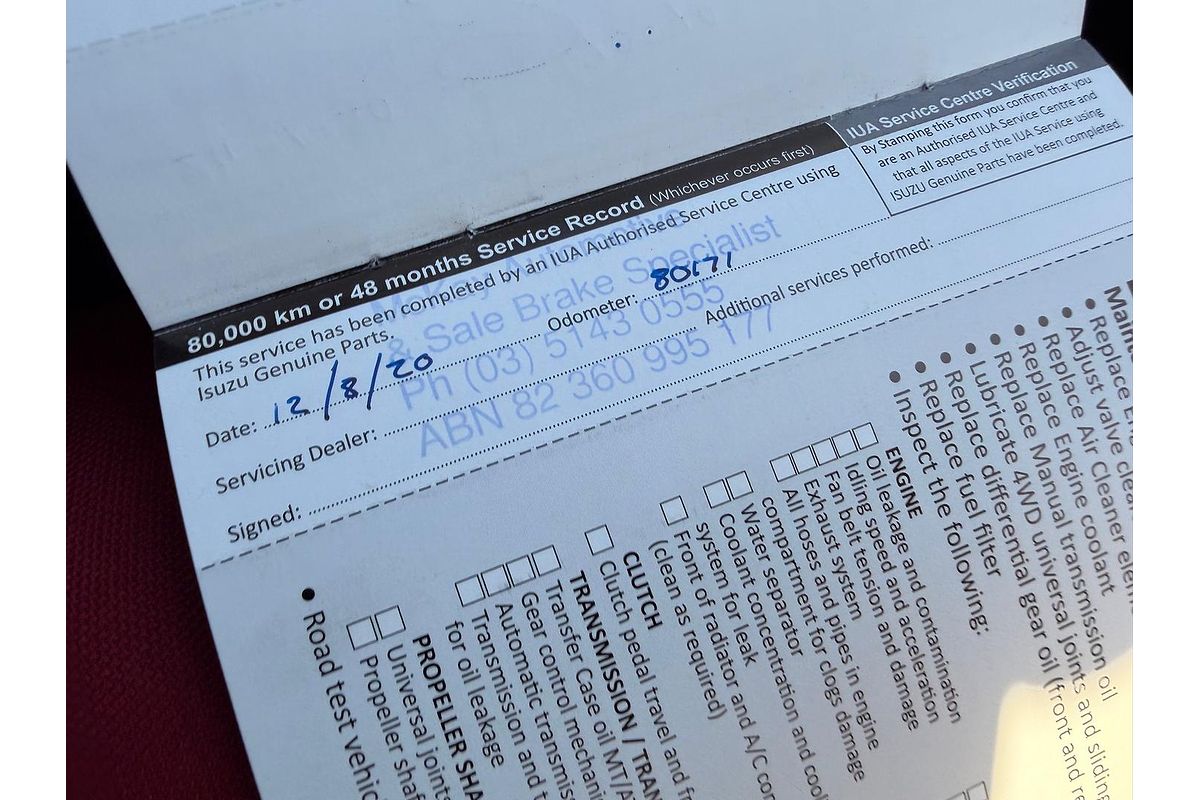 80,000 km or 48 months Service Record (Whichever occurs first)
This service has been completed by an IUA Authorised Service Centre using
Isuzu Genuine Parts.
Date: 12/8/20
Odometer: 80171
Servicing Dealer:
Additional services performed:
Signed:
Automotive
& Sale Brake Specialist
Ph (03) 5143 0555
ABN 82 360 995 177
IUA Service Centre Verification
By Stamping this form you confirm that you
are an Authorised IUA Service Centre and
that all aspects of the IUA Service using
ISUZU Genuine Parts have been completed.
• Replace
• Adjust valve
• Replace Air Cleaner
• Replace Engine coolant
• Replace Manual transmission oil
• Lubricate 4WD universal joints and
• Replace differential gear oil (front and
• Replace fuel filter
• Inspect the following:
ENGINE
Oil leakage and contamination
Idling speed and acceleration
Fan belt tension and damage
Exhaust system
All hoses and pipes in engine
compartment for clogs damage
Water separator
Coolant concentration and
system for leak
Front of radiator and A/C
(clean as required)
CLUTCH
Clutch pedal travel and
TRANSMISSION /
Transfer Case oil
Gear control
Automatic
Transmission and
for oil leakage
PROPELLER
Universal
Propeller
• Road test